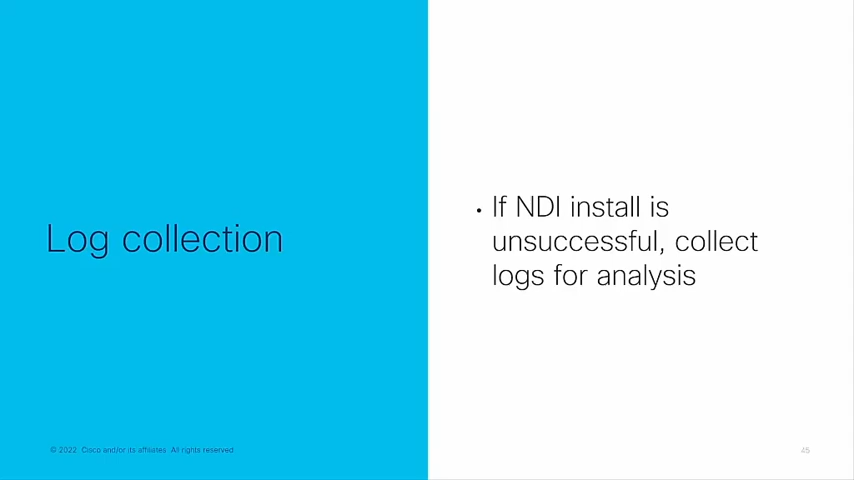 Log collection
• If NDI install is
unsuccessful, collect
logs for analysis
© 2022 Cisco and/or its affiliates. All rights reserved.
45